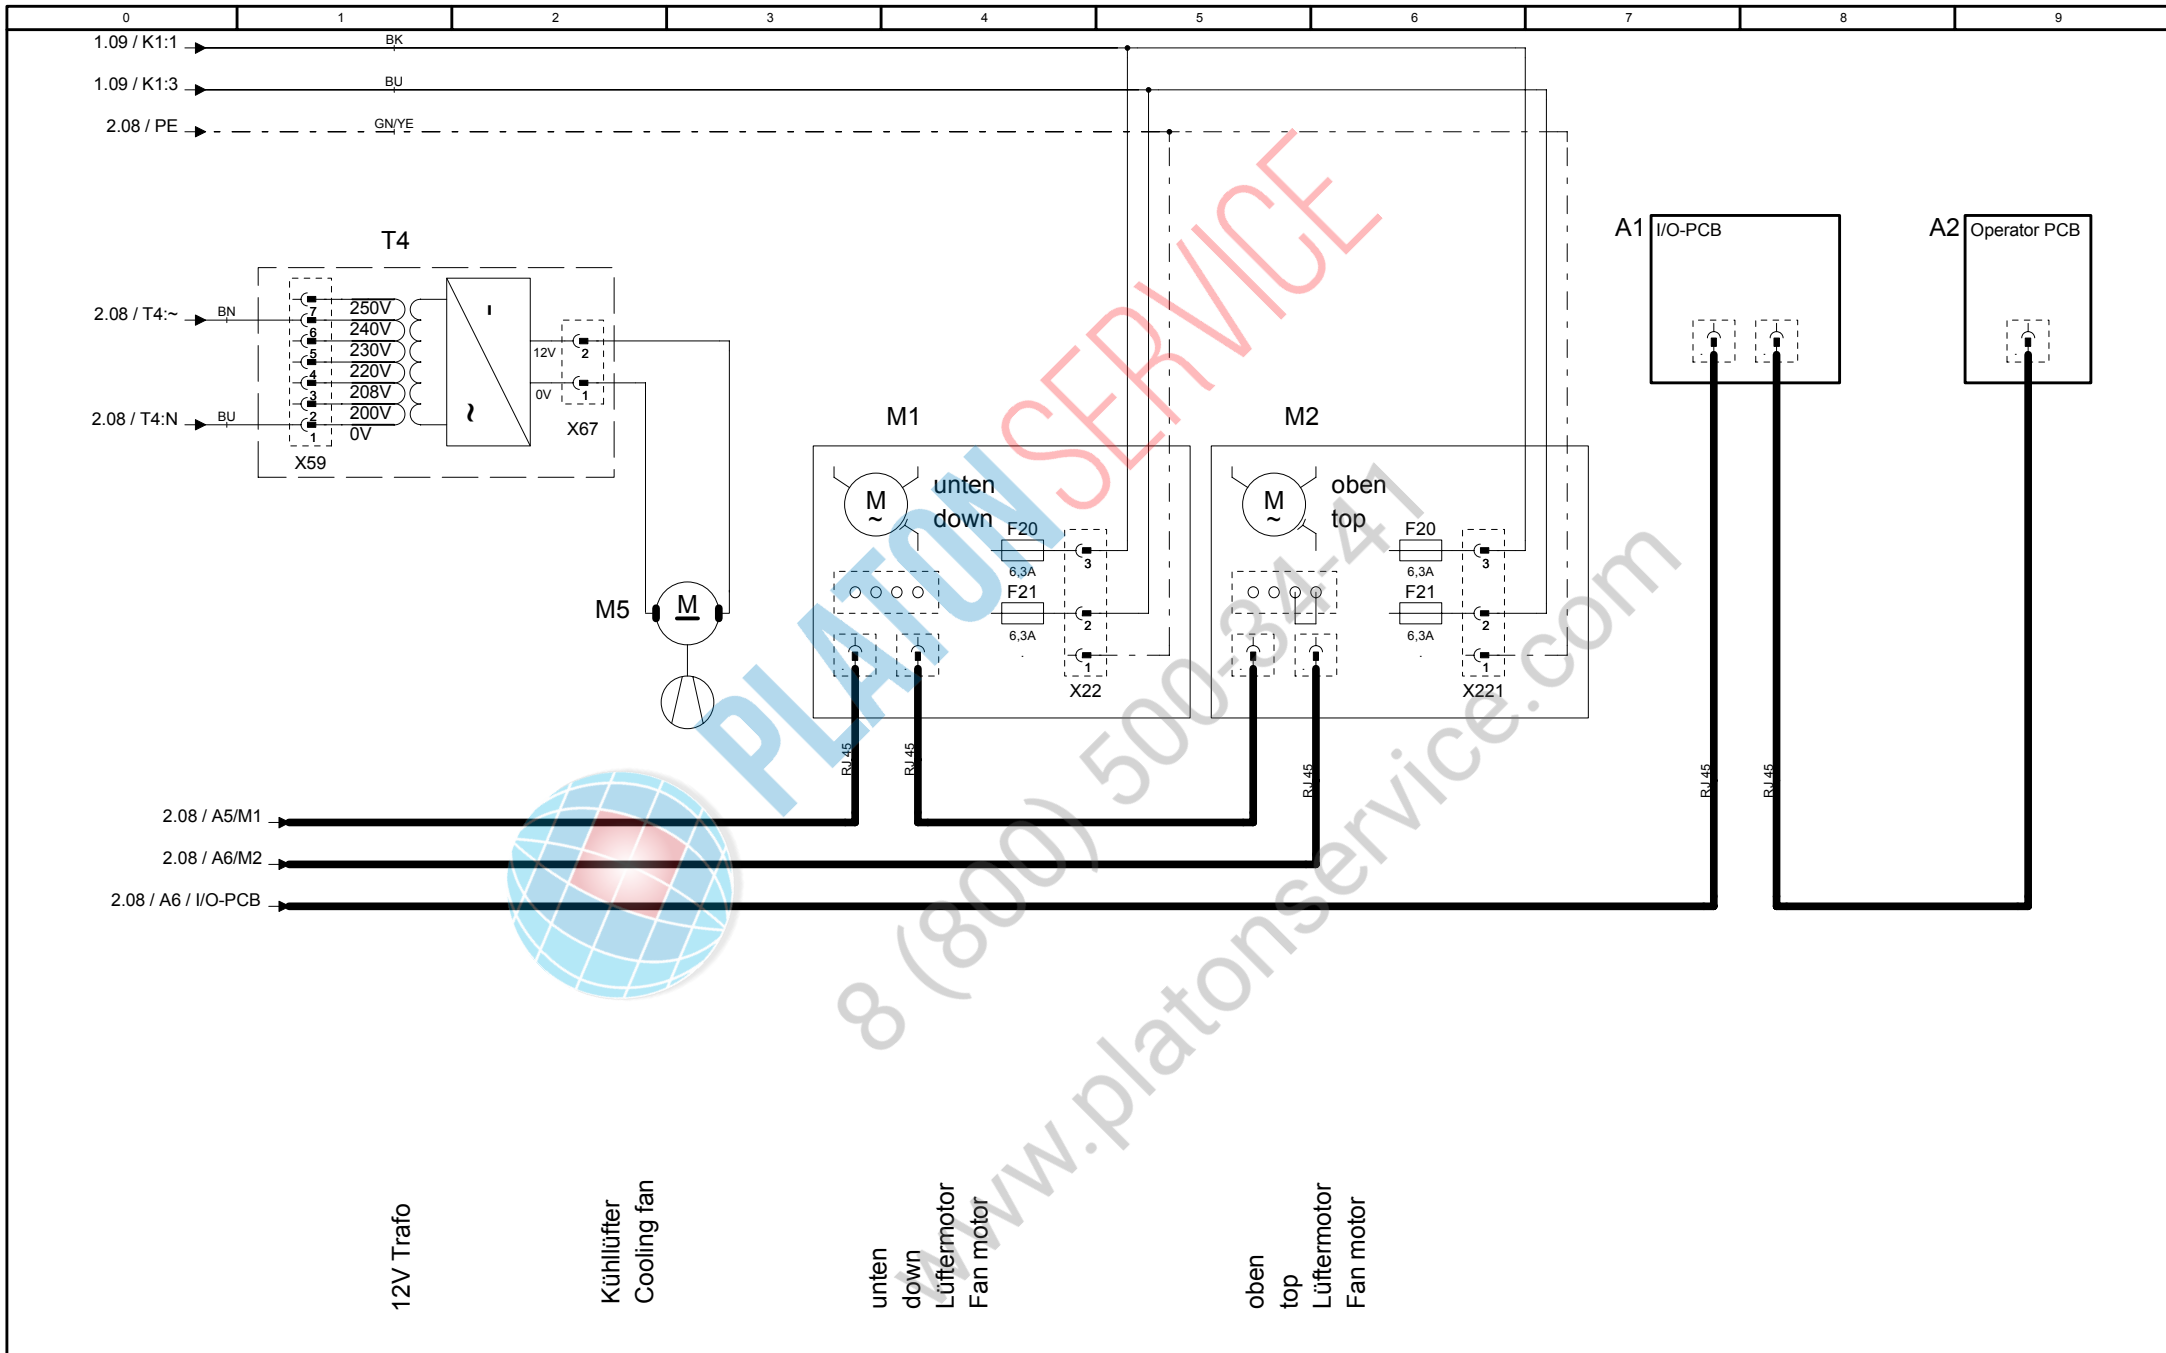 0 1 2 3 4 5 6 7 8 9
1.09 / K1:1
BK
1.09 / K1:3
BU
2.08 / PE
GN/YE
T4
2.08 / T4:~
BN
2.08 / T4:N
BU
7
6
5
4
3
2
1
250V
240V
230V
220V
208V
200V
0V
X59
12V
0V
2
1
X67
M5
M
M1
M
~
unten
down
F20
6,3A
F21
6,3A
3
2
1
X22
M2
M
~
oben
top
F20
6,3A
F21
6,3A
3
2
1
X221
A1
I/O-PCB
A2
Operator PCB
RJ 45
RJ 45
RJ 45
RJ 45
RJ 45
2.08 / A5/M1
2.08 / A6/M2
2.08 / A6 / I/O-PCB
12V Trafo
Kühllüfter
Cooling fan
unten
down
Lüftermotor
Fan motor
oben
top
Lüftermotor
Fan motor
PLATONSERVICE
8 (800) 500-34-41
www.platonservice.com